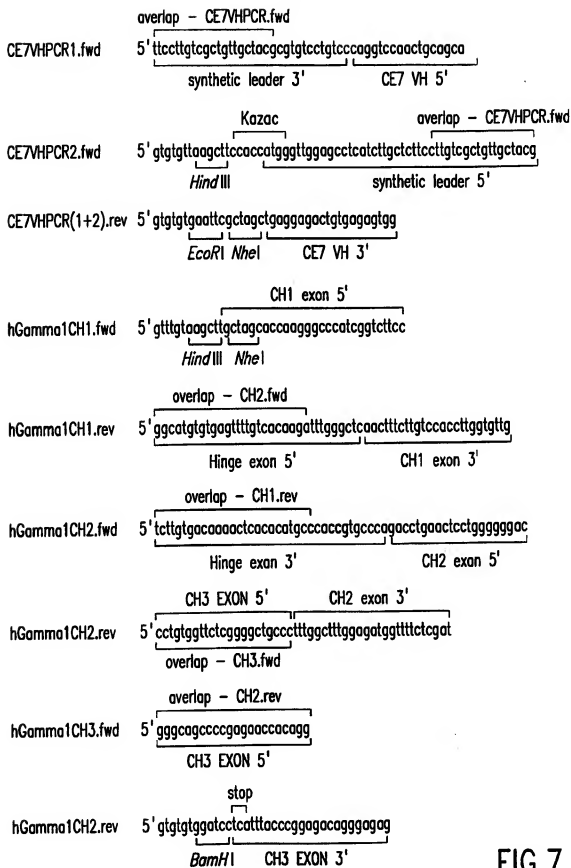 overlap – CE7VHPCR.fwd
CE7VHPCR1.fwd 5'ttccttgtcgctgttgctacgcgtgtcctgtcccaggtccaactgcagca
synthetic leader 3' CE7 VH 5'
Kazac overlap – CE7VHPCR.fwd
CE7VHPCR2.fwd 5'gtgtgttaagcttccaccatgggttggagcctcatcttgctcttccttgtcgctgttgctacg
HindIII synthetic leader 5'
CE7VHPCR(1+2).rev 5'gtgtgtgaattcgctagctgaggagactgtgagagtgg
EcoRI NheI CE7 VH 3'
CH1 exon 5'
hGamma1CH1.fwd 5'gtttgtaagcttgctagcaccaagggcccatcggtcttcc
HindIII NheI
overlap – CH2.fwd
hGamma1CH1.rev 5'ggcatgtgtgagttttgtcacaagatttgggctcaactttcttgtccaccttggtgttg
Hinge exon 5' CH1 exon 3'
overlap – CH1.rev
hGamma1CH2.fwd 5'tcttgtgacaaaactcacacatgcccaccgtgcccagacctgaactcctggggggac
Hinge exan 3' CH2 exon 5'
CH3 EXON 5' CH2 exon 3'
hGamma1CH2.rev 5'cctgtggttctcggggctgccctttggctttggagatggttttctcgat
overlap – CH3.fwd
overlap – CH2.rev
hGamma1CH3.fwd 5'gggcagccccgagaaccacagg
CH3 EXON 5'
stop
hGamma1CH2.rev 5'gtgtgtggatcctcatttacccggagacagggagag
BamHI CH3 EXON 3'
FIG 7